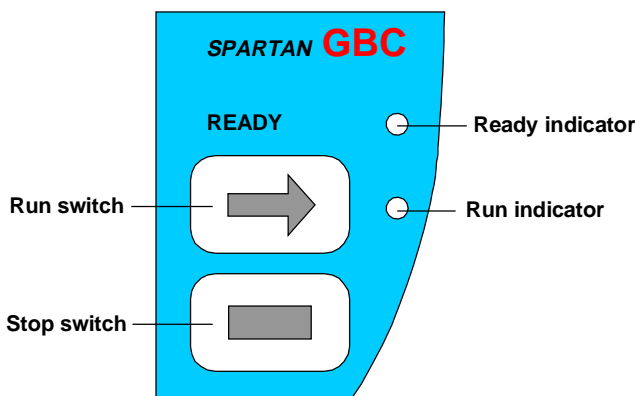 SPARTAN GBC
READY
Ready indicator
Run switch
Run indicator
Stop switch